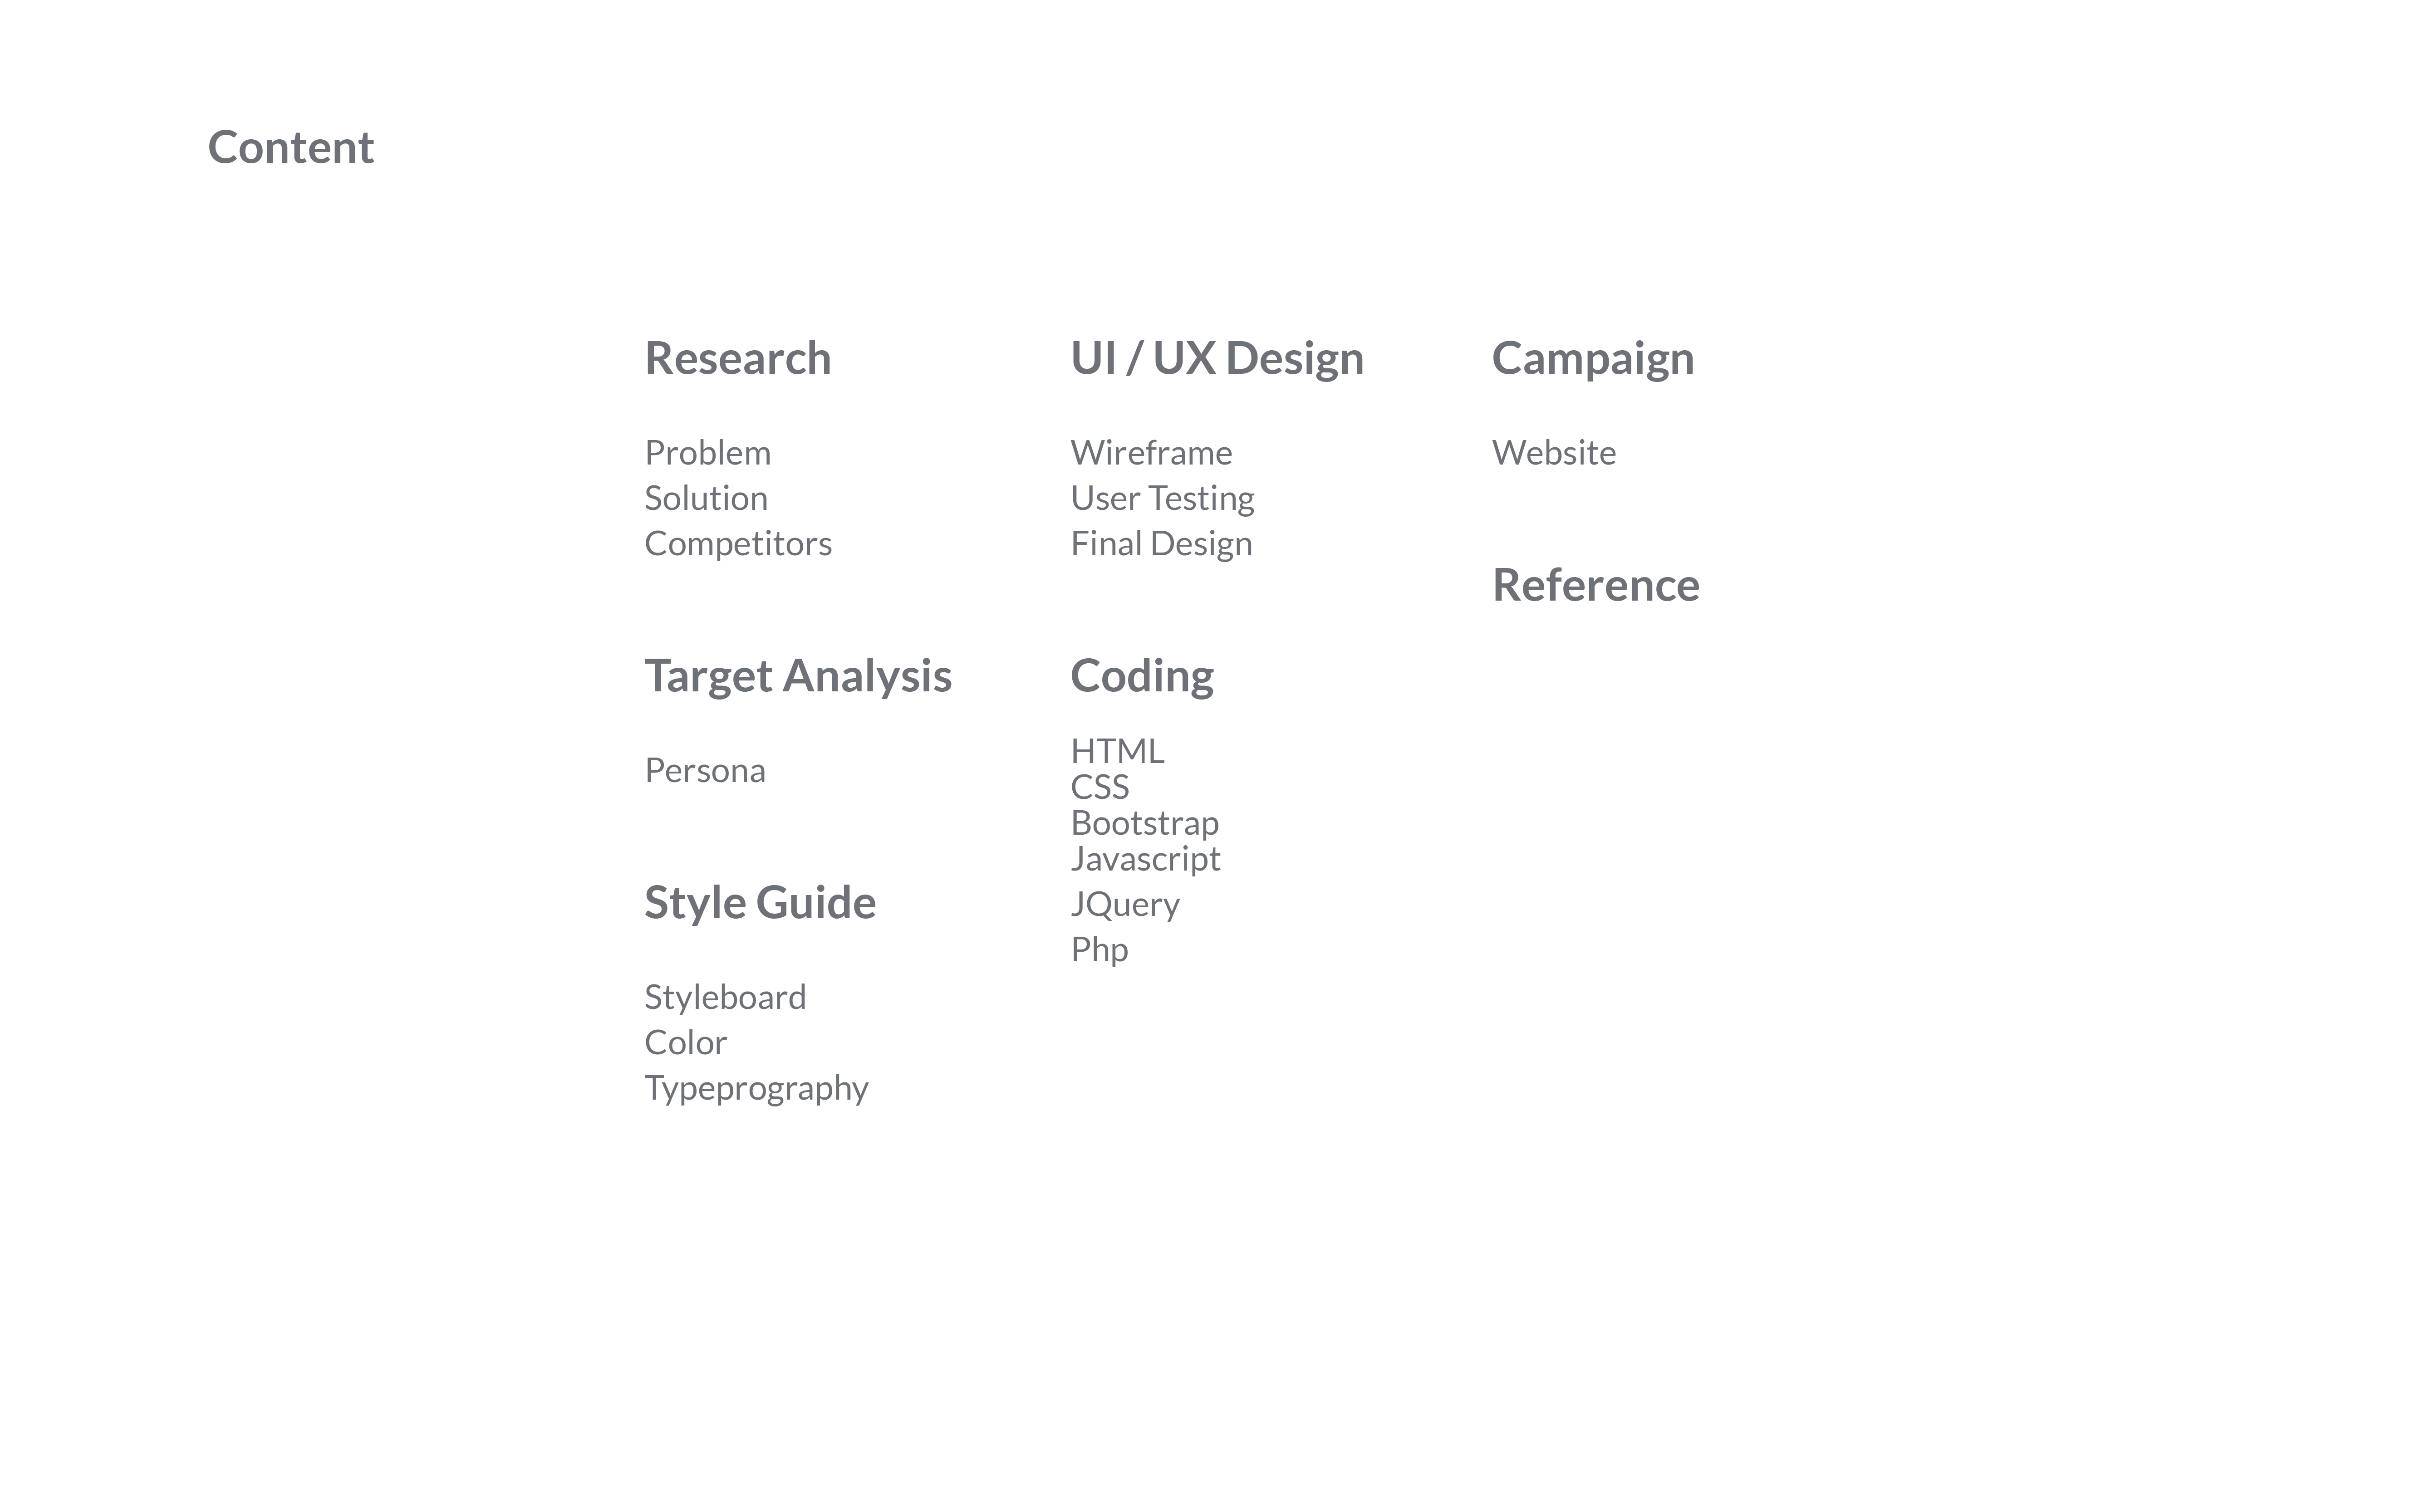 Content
Research
Problem
Solution
Competitors
Target Analysis
Persona
Style Guide
Styleboard
Color
Typeprography
UI / UX Design
Wireframe
User Testing
Final Design
Coding
HTML
CSS
Bootstrap
Javascript
JQuery
Php
Campaign
Website
Reference